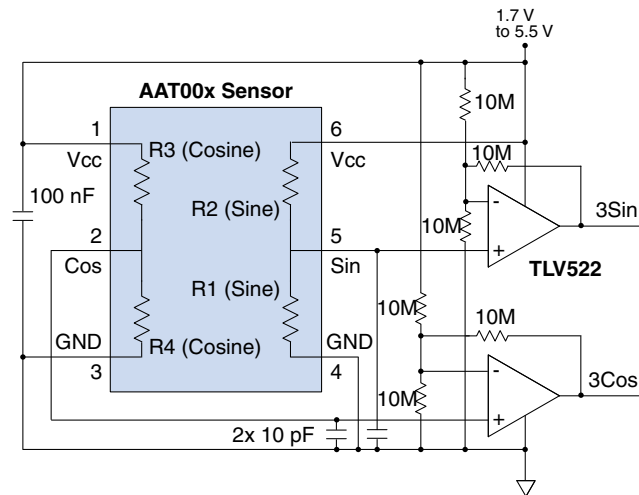 1.7 V
to 5.5 V
AAT00x Sensor
10M
1
6
Vcc
R3 (Cosine)
Vcc
10M
100 nF
R2 (Sine)
-
3Sin
2
5
10M
+
Cos
Sin
TLV522
R1 (Sine)
10M
GND
R4 (Cosine)
GND
3
4
10M
-
3Cos
+
2x 10 pF